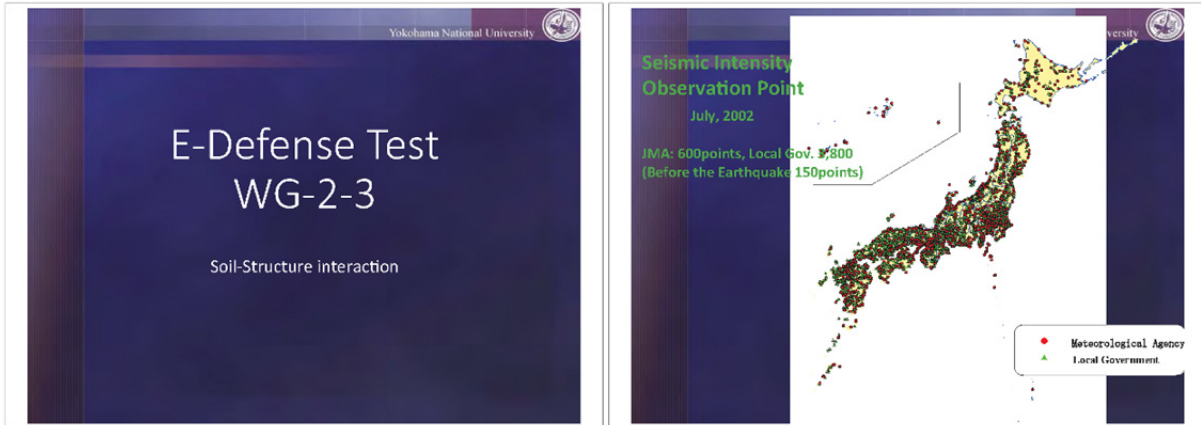 Yokohama National University
E-Defense Test
WG-2-3
Soil-Structure interaction
versity
Seismic Intensity
Observation Point
July, 2002
JMA: 600points, Local Gov. 3,800
(Before the Earthquake 150points)
Meteorological Agency
Local Government